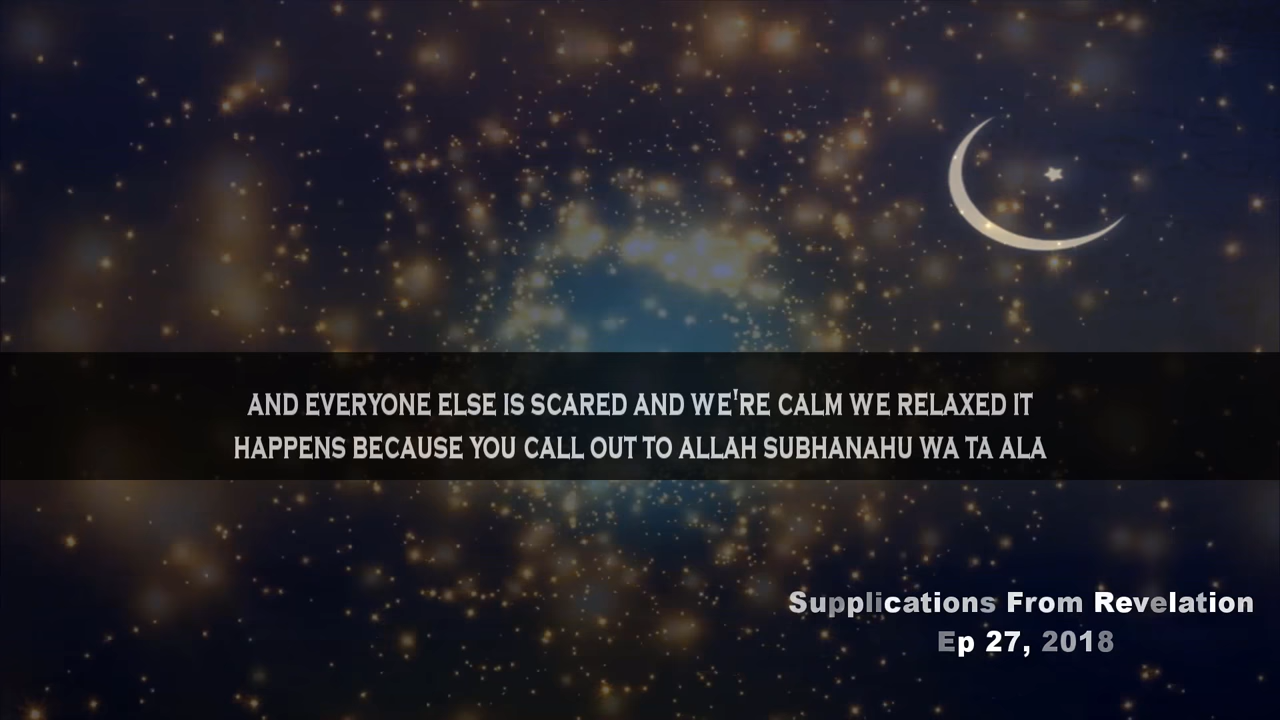 AND EVERYONE ELSE IS SCARED AND WE'RE CALM WE RELAXED IT
HAPPENS BECAUSE YOU CALL OUT TO ALLAH SUBHANAHU WA TA ALA
Supplications From Revelation
Ep 27, 2018